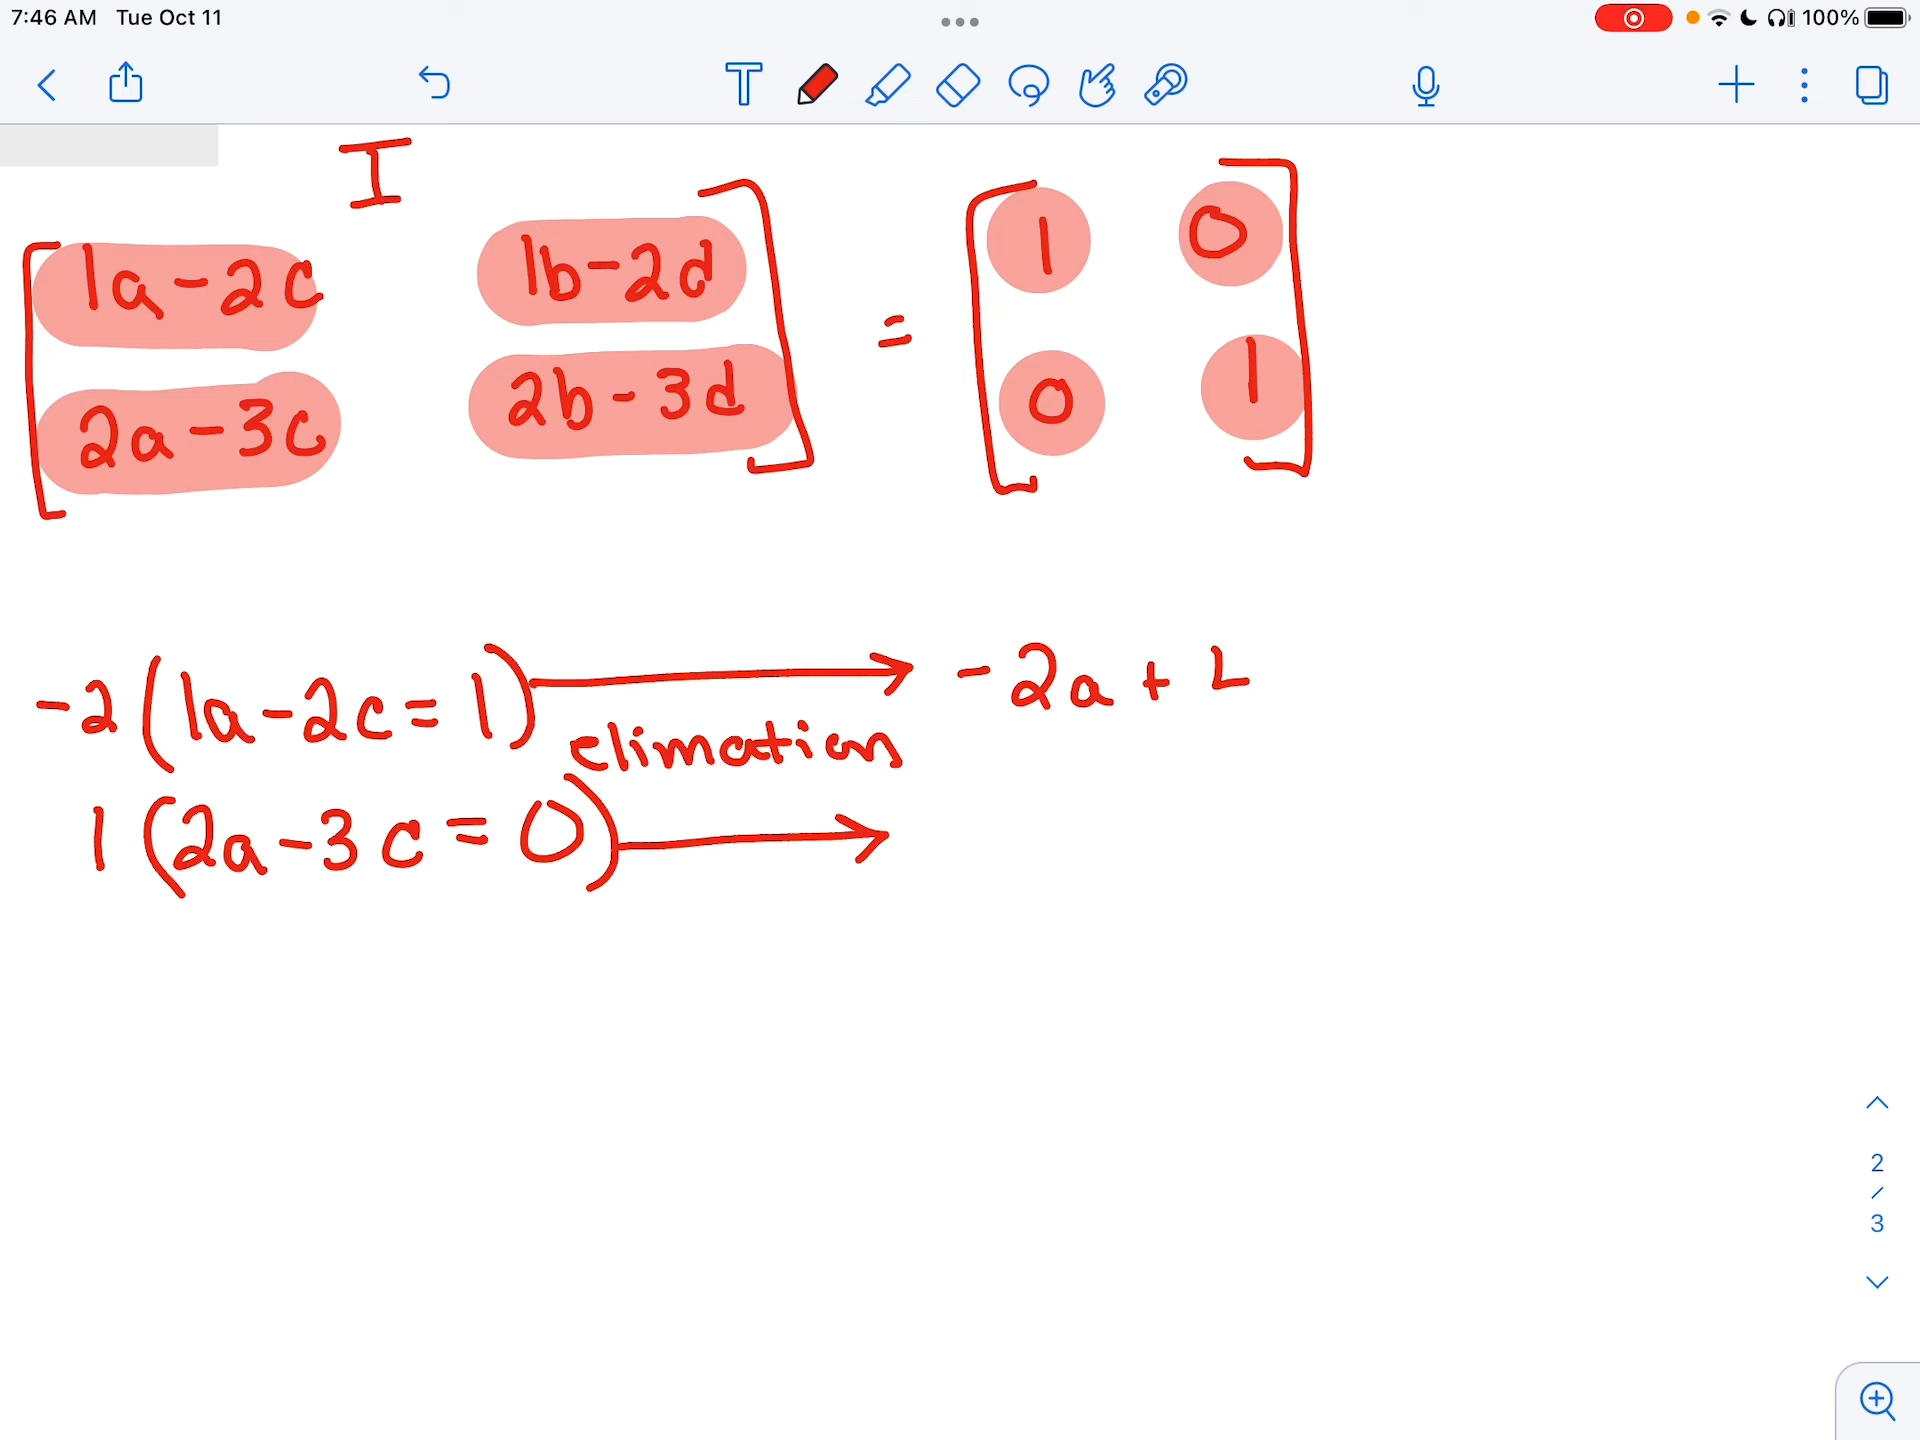 7:46 AM Tue Oct 11
100%
T
I
1a-2c 1b-2d
2a-3c 2b-3d
=
1 0
0 1
-2(1a-2c=1) -2a+
elimation
1(2a-3c=0)
2
/
3